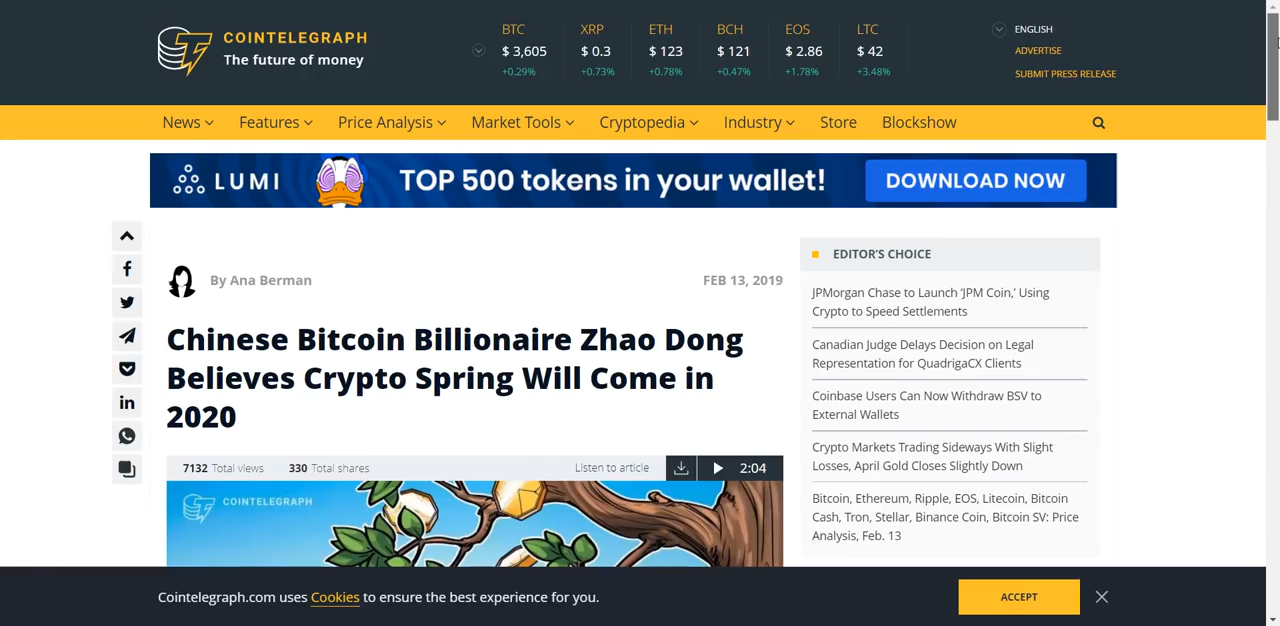 COINTELEGRAPH
The future of money
BTC
$ 3,605
+0.29%
XRP
$ 0.3
+0.73%
ETH
$ 123
+0.78%
BCH
$ 121
+0.47%
EOS
$ 2.86
+1.78%
LTC
$ 42
+3.48%
ENGLISH
ADVERTISE
SUBMIT PRESS RELEASE
News Features Price Analysis Market Tools Cryptopedia Industry Store Blockshow
LUMI TOP 500 tokens in your wallet! DOWNLOAD NOW
By Ana Berman FEB 13, 2019
Chinese Bitcoin Billionaire Zhao Dong
Believes Crypto Spring Will Come in
2020
7132 Total views 330 Total shares Listen to article 2:04
COINTELEGRAPH
EDITOR'S CHOICE
JPMorgan Chase to Launch ‘JPM Coin,’ Using
Crypto to Speed Settlements
Canadian Judge Delays Decision on Legal
Representation for QuadrigaCX Clients
Coinbase Users Can Now Withdraw BSV to
External Wallets
Crypto Markets Trading Sideways With Slight
Losses, April Gold Closes Slightly Down
Bitcoin, Ethereum, Ripple, EOS, Litecoin, Bitcoin
Cash, Tron, Stellar, Binance Coin, Bitcoin SV: Price
Analysis, Feb. 13
Cointelegraph.com uses Cookies to ensure the best experience for you.
ACCEPT